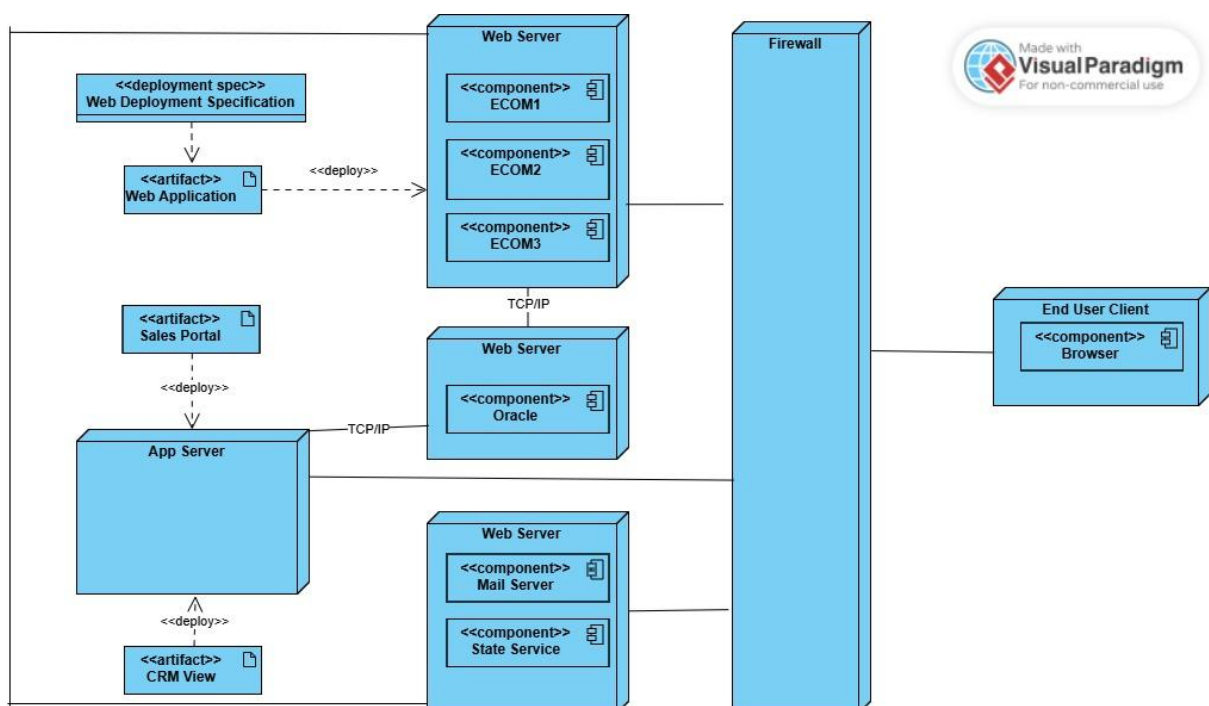 Web Server
<<component>>
ECOM1
<<component>>
ECOM2
<<component>>
ECOM3
<<deployment spec>>
Web Deployment Specification
<<artifact>>
Web Application
<<deploy>>
Firewall
Made with
Visual Paradigm
For non-commercial use
TCP/IP
<<artifact>>
Sales Portal
<<deploy>>
Web Server
<<component>>
Oracle
TCP/IP
App Server
End User Client
<<component>>
Browser
Web Server
<<component>>
Mail Server
<<component>>
State Service
<<deploy>>
<<artifact>>
CRM View